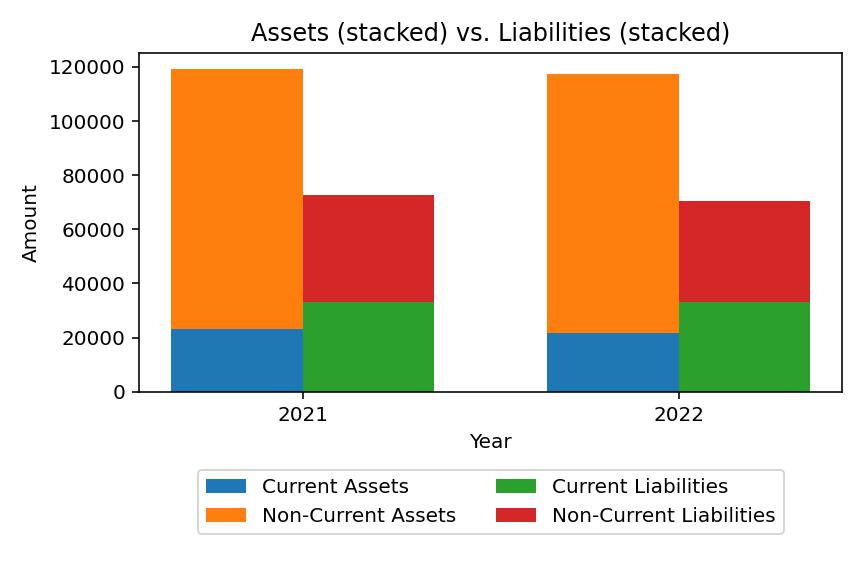 Assets (stacked) vs. Liabilities (stacked)
120000
100000
80000
60000
40000
20000
0
Amount
2021 2022
Year
Current Assets Current Liabilities
Non-Current Assets Non-Current Liabilities